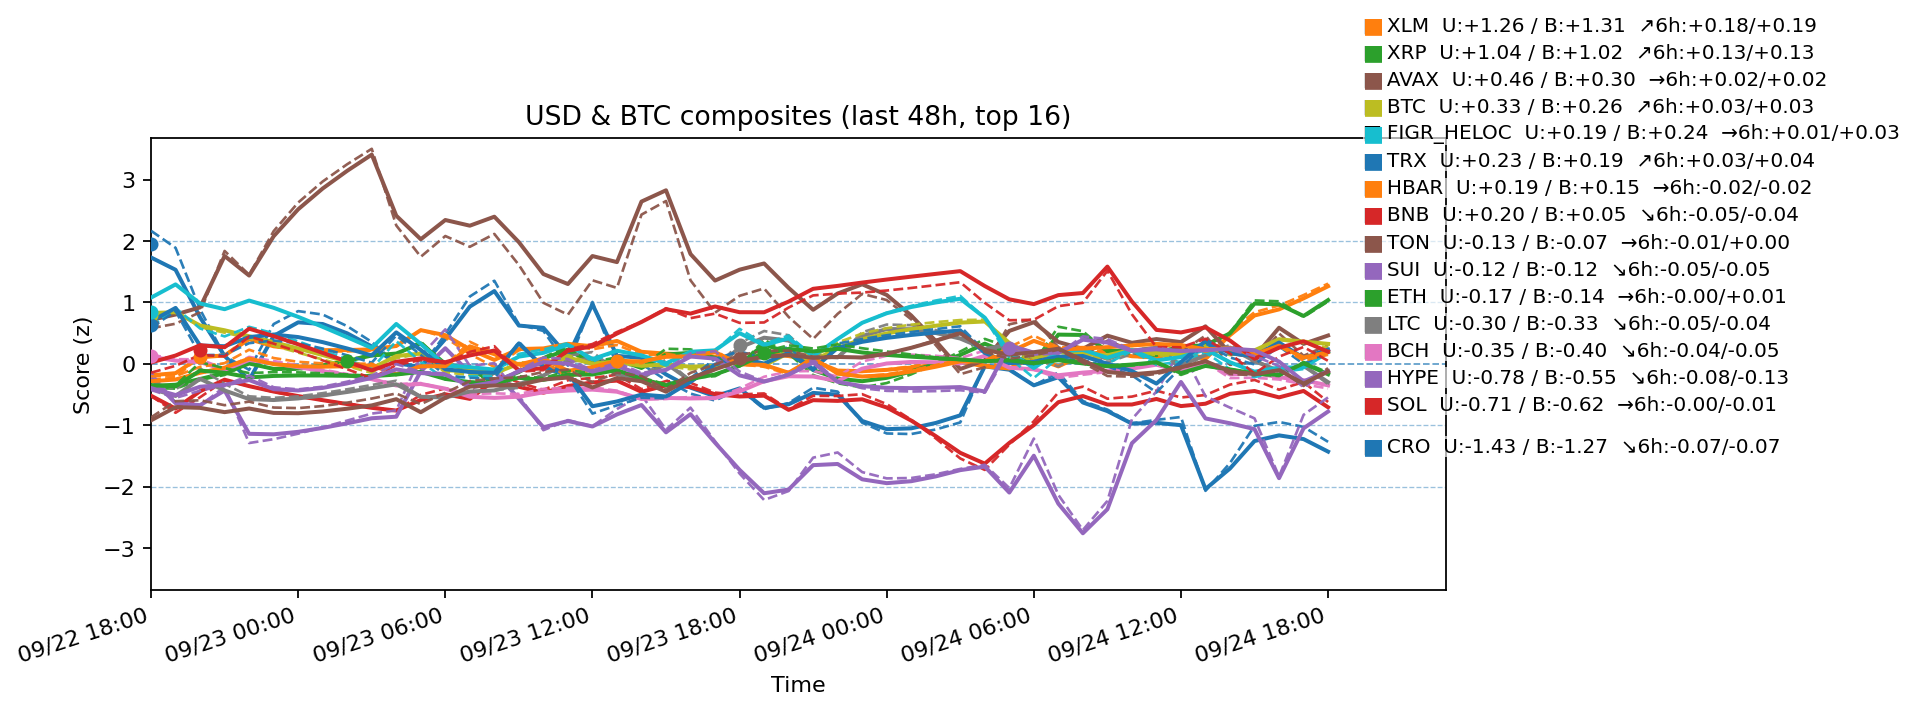 XLM  U:+1.26 / B:+1.31  ↗6h:+0.18/+0.19
XRP  U:+1.04 / B:+1.02  ↗6h:+0.13/+0.13
AVAX  U:+0.46 / B:+0.30  →6h:+0.02/+0.02
BTC  U:+0.33 / B:+0.26  ↗6h:+0.03/+0.03
FIGR_HELOC  U:+0.19 / B:+0.24  →6h:+0.01/+0.03
TRX  U:+0.23 / B:+0.19  ↗6h:+0.03/+0.04
HBAR  U:+0.19 / B:+0.15  →6h:-0.02/-0.02
BNB  U:+0.20 / B:+0.05  ↘6h:-0.05/-0.04
TON  U:-0.13 / B:-0.07  →6h:-0.01/+0.00
SUI  U:-0.12 / B:-0.12  ↘6h:-0.05/-0.05
ETH  U:-0.17 / B:-0.14  →6h:-0.00/+0.01
LTC  U:-0.30 / B:-0.33  ↘6h:-0.05/-0.04
BCH  U:-0.35 / B:-0.40  ↘6h:-0.04/-0.05
HYPE  U:-0.78 / B:-0.55  ↘6h:-0.08/-0.13
SOL  U:-0.71 / B:-0.62  →6h:-0.00/-0.01
CRO  U:-1.43 / B:-1.27  ↘6h:-0.07/-0.07
USD & BTC composites (last 48h, top 16)
Score (z)
3
2
1
0
−1
−2
−3
09/22 18:00
09/23 00:00
09/23 06:00
09/23 12:00
09/23 18:00
09/24 00:00
09/24 06:00
09/24 12:00
09/24 18:00
Time